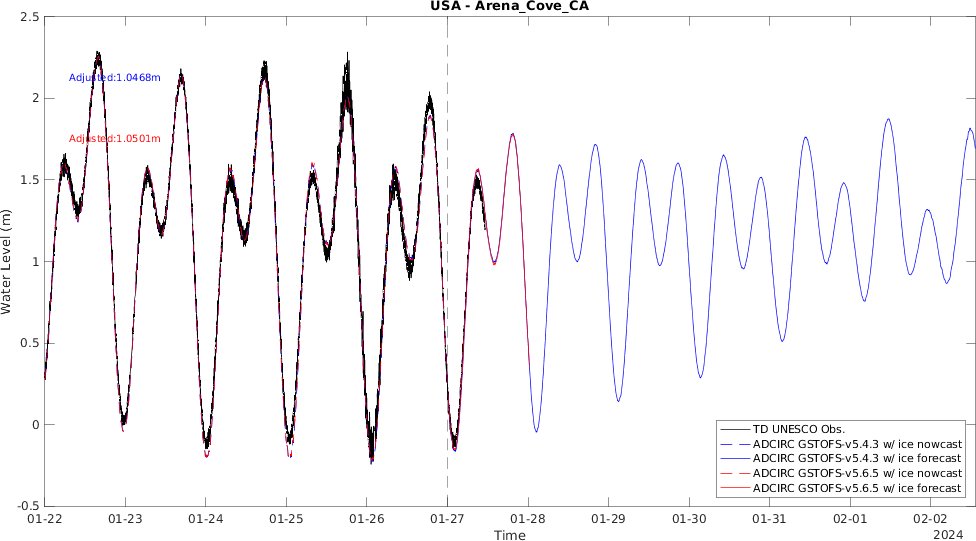 USA - Arena_Cove_CA
2.5
2
1.5
1
0.5
0
-0.5
Water Level (m)
Adjusted:1.0468m
Adjusted:1.0501m
TD UNESCO Obs.
ADCIRC GSTOFS-v5.4.3 w/ ice nowcast
ADCIRC GSTOFS-v5.4.3 w/ ice forecast
ADCIRC GSTOFS-v5.6.5 w/ ice nowcast
ADCIRC GSTOFS-v5.6.5 w/ ice forecast
01-22 01-23 01-24 01-25 01-26 01-27 01-28 01-29 01-30 01-31 02-01 02-02
Time
2024